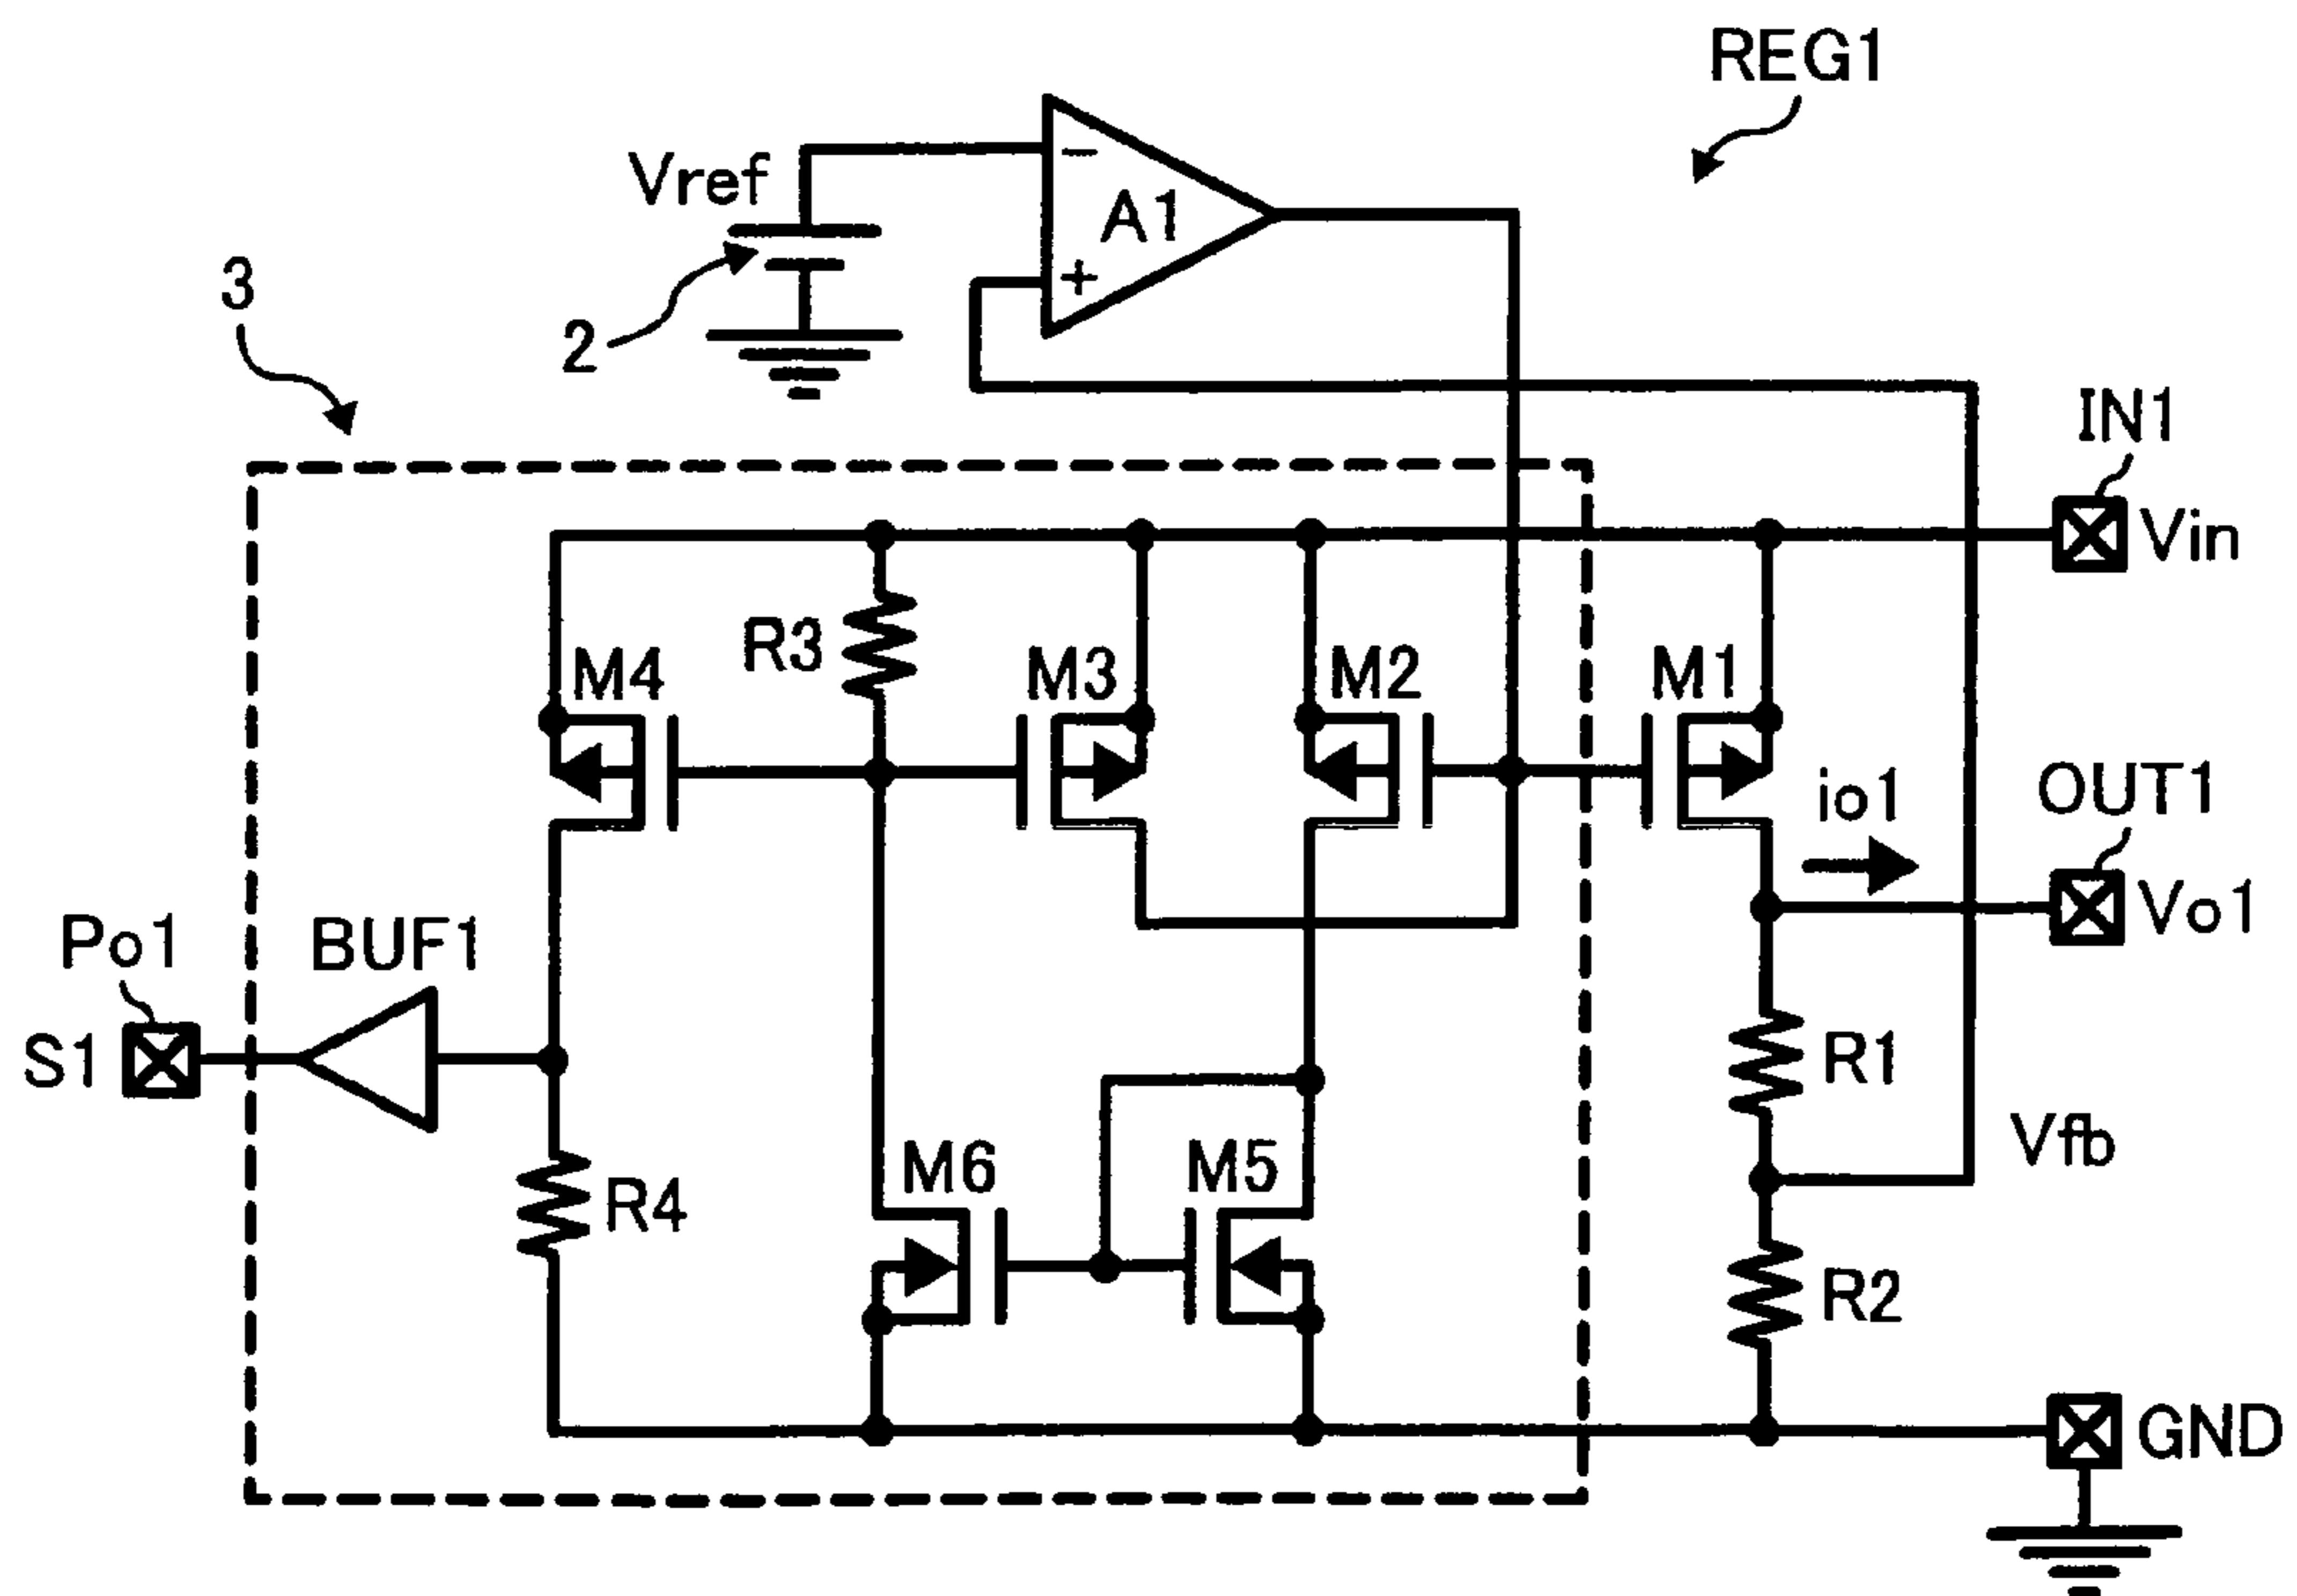 REG1
Vref
−
A1
+
3
2
IN1
Vin
R3
M4
M3
M2
M1
io1
OUT1
Vo1
Po1
BUF1
S1
R1
Vfb
M6
M5
R4
R2
GND